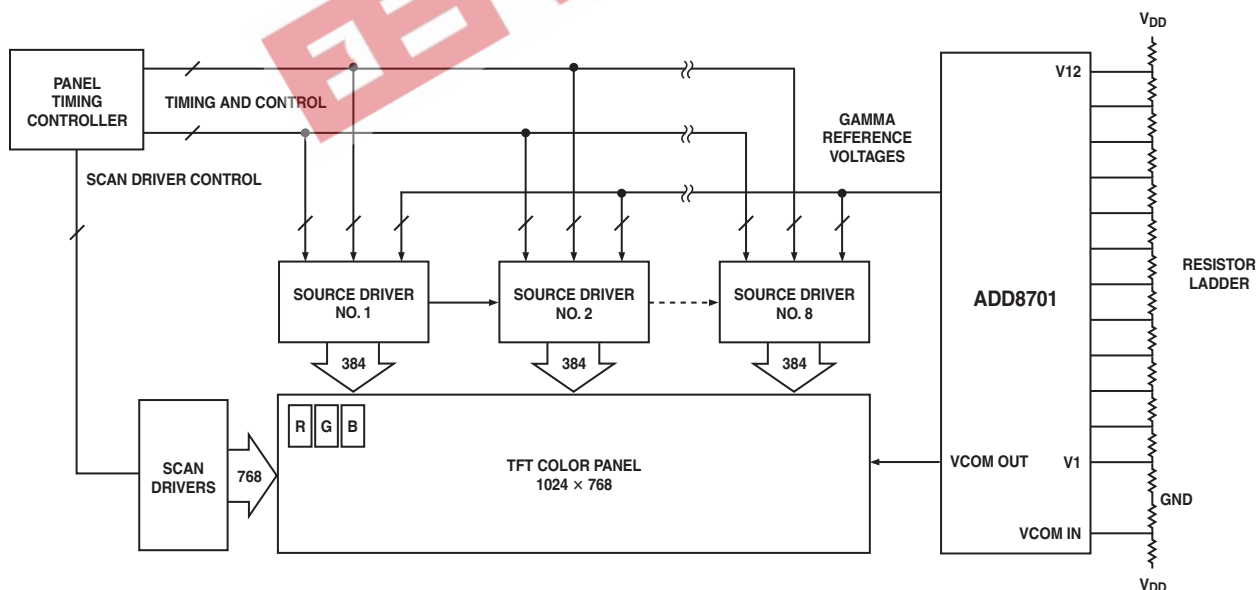 VDD
PANEL
TIMING
CONTROLLER
TIMING AND CONTROL
SCAN DRIVER CONTROL
GAMMA
REFERENCE
VOLTAGES
V12
ADD8701
RESISTOR
LADDER
SOURCE DRIVER
NO. 1
SOURCE DRIVER
NO. 2
SOURCE DRIVER
NO. 8
384
384
384
R G B
TFT COLOR PANEL
1024 × 768
SCAN
DRIVERS
768
VCOM OUT
V1
GND
VCOM IN
VDD